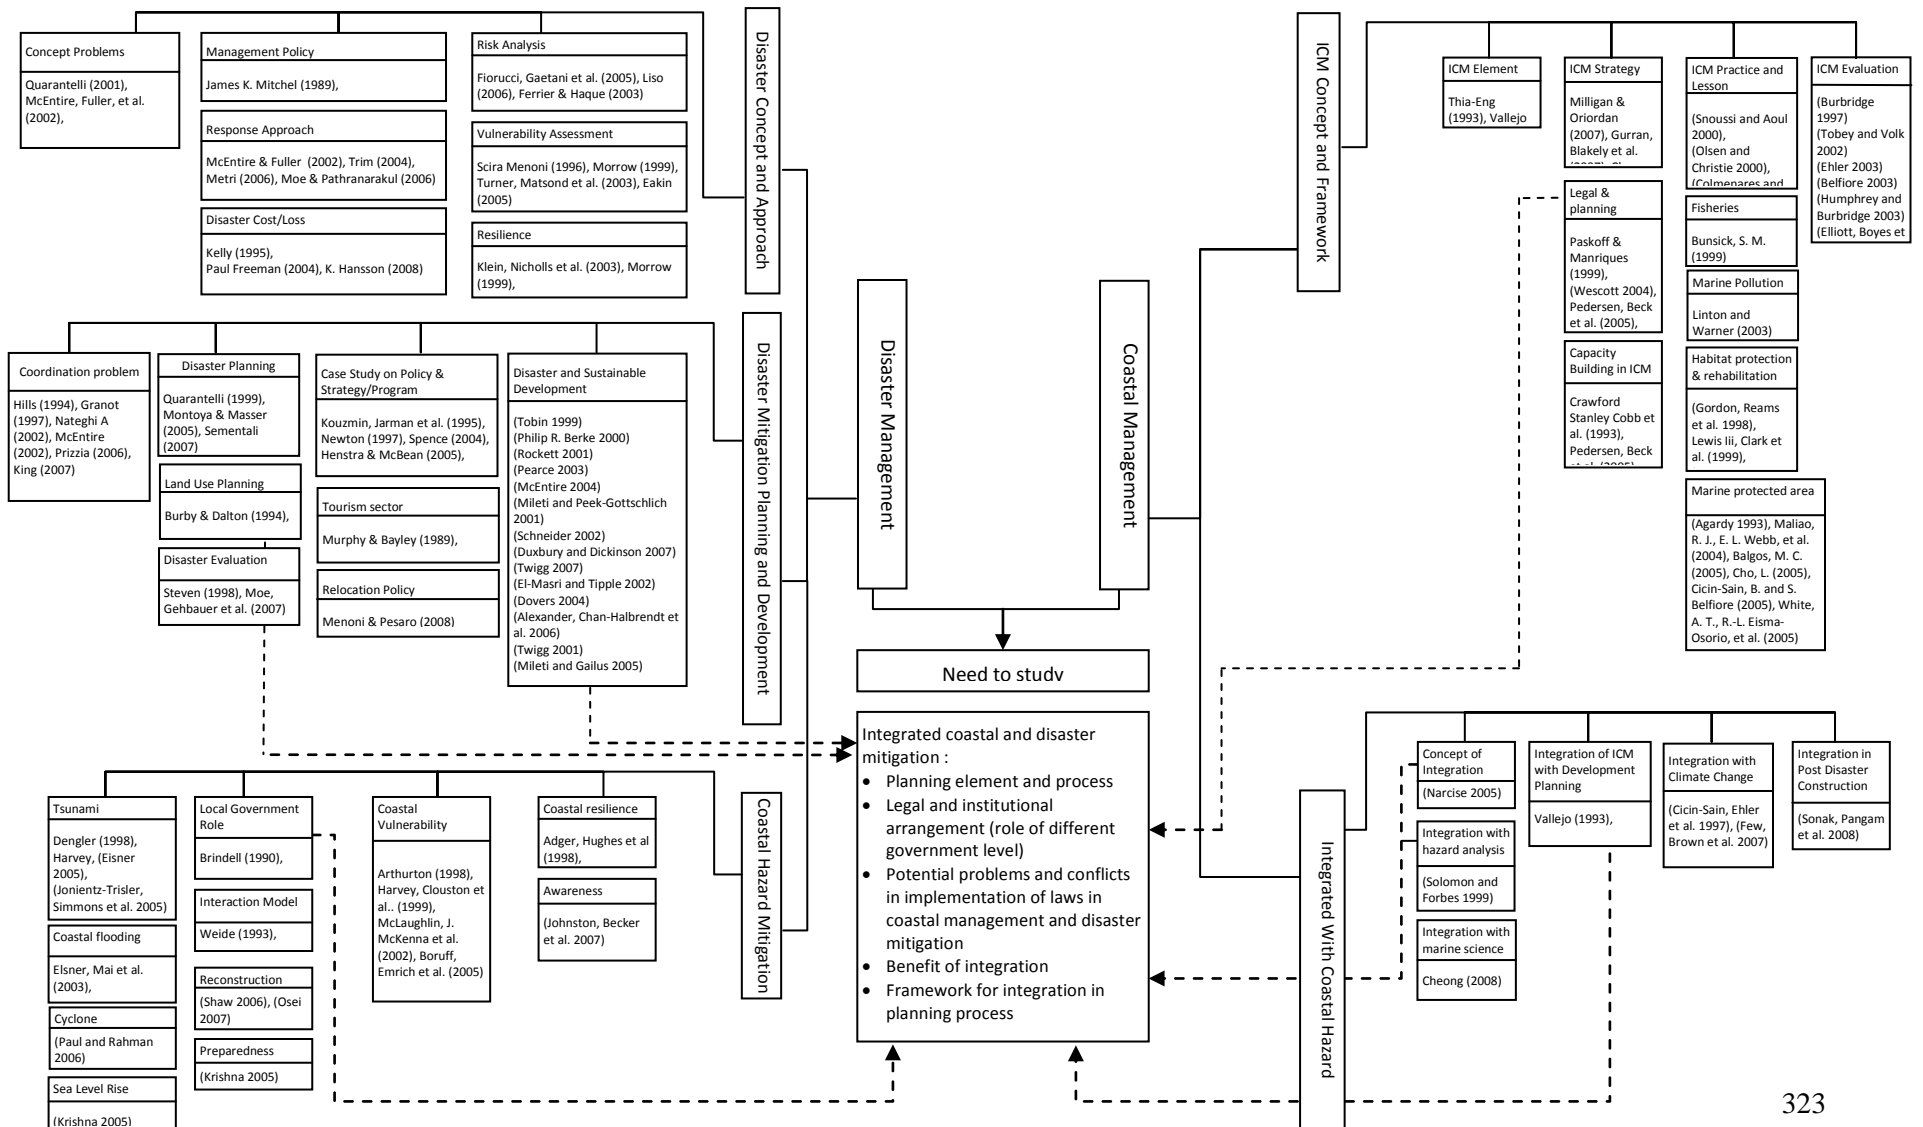 Concept Problems
Quarantelli (2001),
McEntire, Fuller, et al.
(2002),
Management Policy
James K. Mitchel (1989),
Response Approach
McEntire & Fuller (2002), Trim (2004),
Metri (2006), Moe & Pathranarakul (2006)
Disaster Cost/Loss
Kelly (1995),
Paul Freeman (2004), K. Hansson (2008)
Risk Analysis
Fiorucci, Gaetani et al. (2005), Liso
(2006), Ferrier & Haque (2003)
Vulnerability Assessment
Scira Menoni (1996), Morrow (1999),
Turner, Matsond et al. (2003), Eakin
(2005)
Resilience
Klein, Nicholls et al. (2003), Morrow
(1999),
Disaster Concept and Approach
Coordination problem
Hills (1994), Granot
(1997), Nateghi A
(2002), McEntire
(2002), Prizzia (2006),
King (2007)
Disaster Planning
Quarantelli (1999),
Montoya & Masser
(2005), Sementali
(2007)
Land Use Planning
Burby & Dalton (1994),
Disaster Evaluation
Steven (1998), Moe,
Gehbauer et al. (2007)
Case Study on Policy &
Strategy/Program
Kouzmin, Jarman et al. (1995),
Newton (1997), Spence (2004),
Henstra & McBean (2005),
Tourism sector
Murphy & Bayley (1989),
Relocation Policy
Menoni & Pesaro (2008)
Disaster and Sustainable
Development
(Tobin 1999)
(Philip R. Berke 2000)
(Rockett 2001)
(Pearce 2003)
(McEntire 2004)
(Mileti and Peek-Gottschlich
2001)
(Schneider 2002)
(Duxbury and Dickinson 2007)
(Twigg 2007)
(El-Masri and Tipple 2002)
(Dovers 2004)
(Alexander, Chan-Halbrendt et
al. 2006)
(Twigg 2001)
(Mileti and Gailus 2005)
Disaster Mitigation Planning and Development
Tsunami
Dengler (1998),
Harvey, (Eisner
2005),
(Jonientz-Trisler,
Simmons et al. 2005)
Coastal flooding
Elsner, Mai et al.
(2003),
Cyclone
(Paul and Rahman
2006)
Sea Level Rise
(Krishna 2005)
Local Government
Role
Brindell (1990),
Interaction Model
Weide (1993),
Reconstruction
(Shaw 2006), (Osei
2007)
Preparedness
(Krishna 2005)
Coastal
Vulnerability
Arthurton (1998),
Harvey, Clouston et
al.. (1999),
McLaughlin, J.
McKenna et al.
(2002), Boruff,
Emrich et al. (2005)
Coastal resilience
Adger, Hughes et al
(1998),
Awareness
(Johnston, Becker
et al. 2007)
Coastal Hazard Mitigation
Disaster Management
Coastal Management
Need to study
Integrated coastal and disaster
mitigation :
• Planning element and process
• Legal and institutional
arrangement (role of different
government level)
• Potential problems and conflicts
in implementation of laws in
coastal management and disaster
mitigation
• Benefit of integration
• Framework for integration in
planning process
ICM Concept and Framework
ICM Element
Thia-Eng
(1993), Vallejo
ICM Strategy
Milligan &
Oriordan
(2007), Gurran,
Blakely et al.
Legal &
planning
Paskoff &
Manriques
(1999),
(Wescott 2004),
Pedersen, Beck
et al. (2005),
Capacity
Building in ICM
Crawford
Stanley Cobb et
al. (1993),
Pedersen, Beck
et al. (2005)
ICM Practice and
Lesson
(Snoussi and Aoul
2000),
(Olsen and
Christie 2000),
(Colmenares and
Fisheries
Bunsick, S. M.
(1999)
Marine Pollution
Linton and
Warner (2003)
Habitat protection
& rehabilitation
(Gordon, Reams
et al. 1998),
Lewis Iii, Clark et
al. (1999),
Marine protected area
(Agardy 1993), Maliao,
R. J., E. L. Webb, et al.
(2004), Balgos, M. C.
(2005), Cho, L. (2005),
Cicin-Sain, B. and S.
Belfiore (2005), White,
A. T., R.-L. Eisma-
Osorio, et al. (2005)
ICM Evaluation
(Burbridge
1997)
(Tobey and Volk
2002)
(Ehler 2003)
(Belfiore 2003)
(Humphrey and
Burbridge 2003)
(Elliott, Boyes et
Integrated With Coastal Hazard
Concept of
Integration
(Narcise 2005)
Integration with
hazard analysis
(Solomon and
Forbes 1999)
Integration with
marine science
Cheong (2008)
Integration of ICM
with Development
Planning
Vallejo (1993),
Integration with
Climate Change
(Cicin-Sain, Ehler
et al. 1997), (Few,
Brown et al. 2007)
Integration in
Post Disaster
Construction
(Sonak, Pangam
et al. 2008)
323